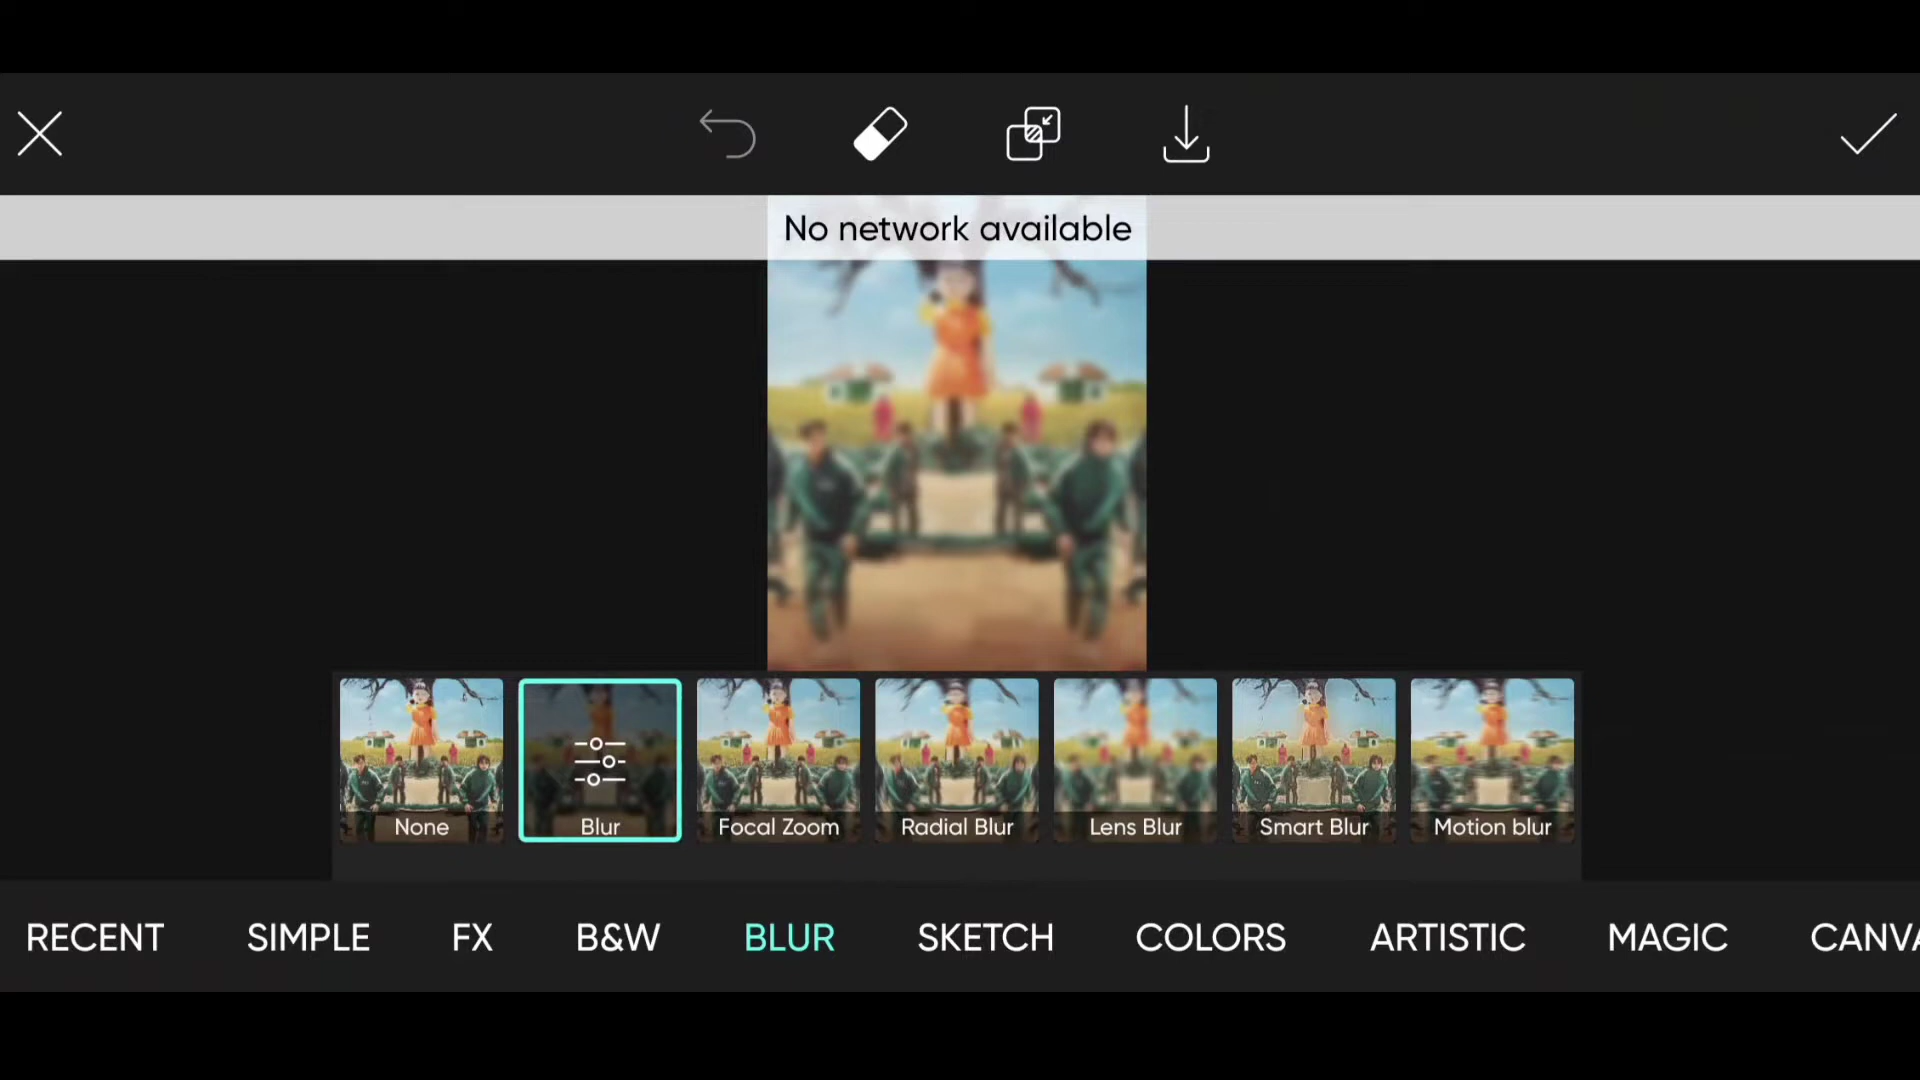 No network available
None
Blur
Focal Zoom
Radial Blur
Lens Blur
Smart Blur
Motion blur
RECENT
SIMPLE
FX
B&W
BLUR
SKETCH
COLORS
ARTISTIC
MAGIC
CANVA